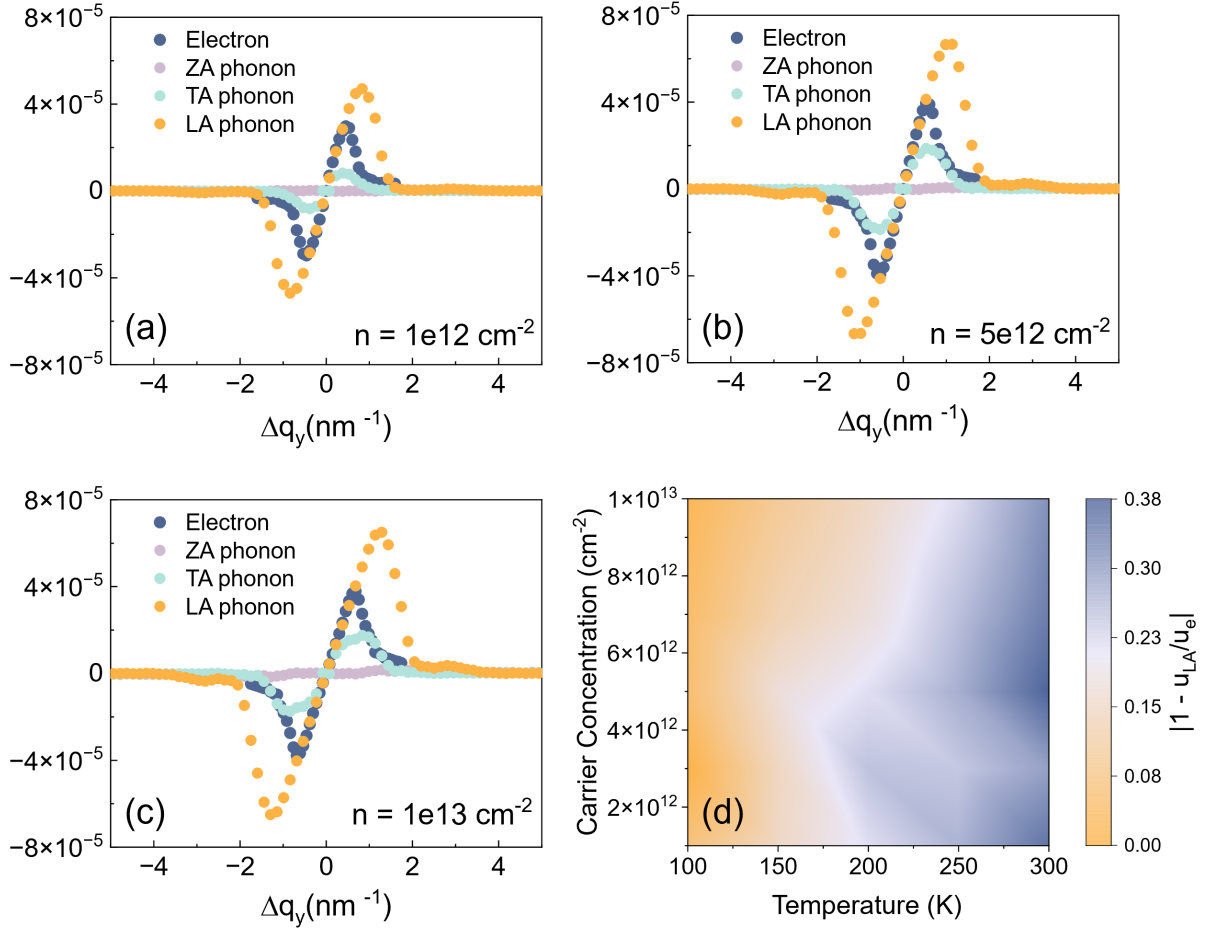 8×10⁻⁵
4×10⁻⁵
0
−4×10⁻⁵
−8×10⁻⁵
Electron
ZA phonon
TA phonon
LA phonon
(a)
n = 1e12 cm⁻²
−4 −2 0 2 4
Δq_y(nm ⁻¹)
8×10⁻⁵
4×10⁻⁵
0
−4×10⁻⁵
−8×10⁻⁵
Electron
ZA phonon
TA phonon
LA phonon
(b)
n = 5e12 cm⁻²
−4 −2 0 2 4
Δq_y(nm ⁻¹)
8×10⁻⁵
4×10⁻⁵
0
−4×10⁻⁵
−8×10⁻⁵
Electron
ZA phonon
TA phonon
LA phonon
(c)
n = 1e13 cm⁻²
−4 −2 0 2 4
Δq_y(nm ⁻¹)
Carrier Concentration (cm⁻²)
1×10¹³
8×10¹²
6×10¹²
4×10¹²
2×10¹²
(d)
100 150 200 250 300
Temperature (K)
0.38
0.30
0.23
0.15
0.08
0.00
|1 - u_LA/u_e|